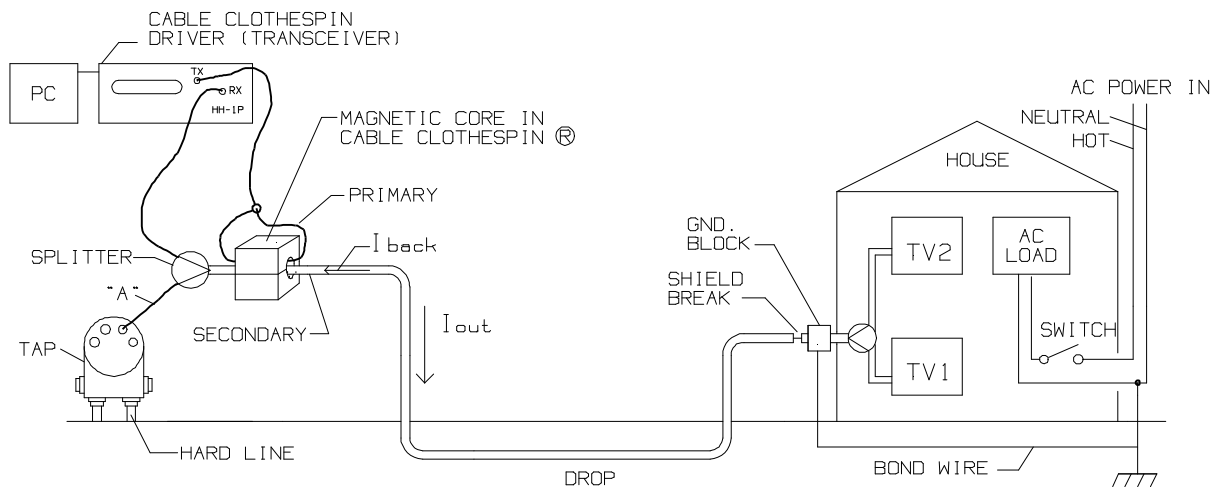 CABLE CLOTHESPIN
DRIVER (TRANSCEIVER)
PC
TX
RX
HH-1P
MAGNETIC CORE IN
CABLE CLOTHESPIN ®
PRIMARY
I back
SPLITTER
"A"
SECONDARY
I out
TAP
HARD LINE
DROP
AC POWER IN
NEUTRAL
HOT
HOUSE
GND.
BLOCK
TV2
AC
LOAD
SHIELD
BREAK
SWITCH
TV1
BOND WIRE